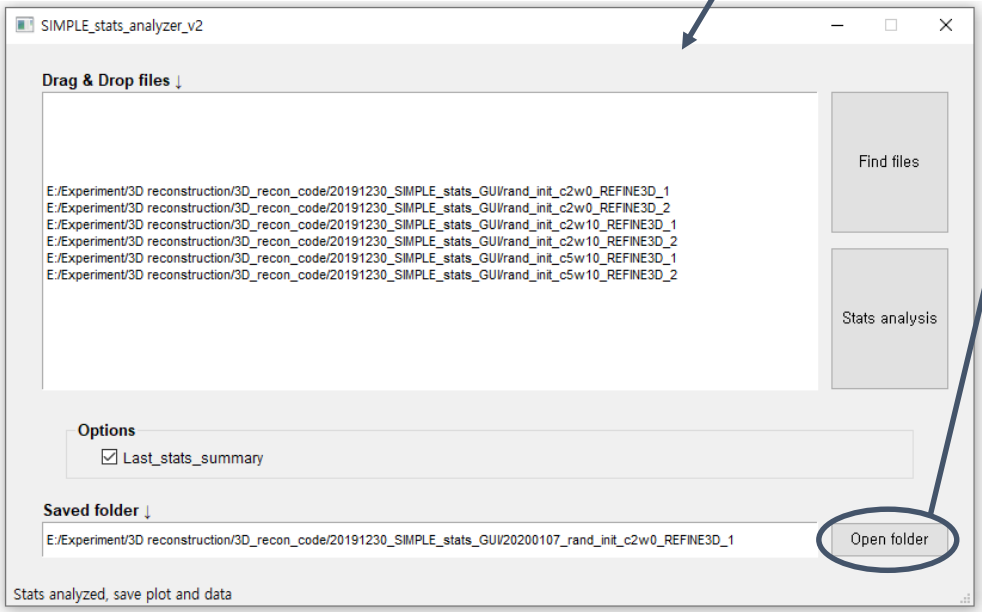 SIMPLE_stats_analyzer_v2
Drag & Drop files ↓
E:/Experiment/3D reconstruction/3D_recon_code/20191230_SIMPLE_stats_GUI/rand_init_c2w0_REFINE3D_1
E:/Experiment/3D reconstruction/3D_recon_code/20191230_SIMPLE_stats_GUI/rand_init_c2w0_REFINE3D_2
E:/Experiment/3D reconstruction/3D_recon_code/20191230_SIMPLE_stats_GUI/rand_init_c2w10_REFINE3D_1
E:/Experiment/3D reconstruction/3D_recon_code/20191230_SIMPLE_stats_GUI/rand_init_c2w10_REFINE3D_2
E:/Experiment/3D reconstruction/3D_recon_code/20191230_SIMPLE_stats_GUI/rand_init_c5w10_REFINE3D_1
E:/Experiment/3D reconstruction/3D_recon_code/20191230_SIMPLE_stats_GUI/rand_init_c5w10_REFINE3D_2
Find files
Stats analysis
Options
Last_stats_summary
Saved folder ↓
E:/Experiment/3D reconstruction/3D_recon_code/20191230_SIMPLE_stats_GUI/20200107_rand_init_c2w0_REFINE3D_1
Open folder
Stats analyzed, save plot and data